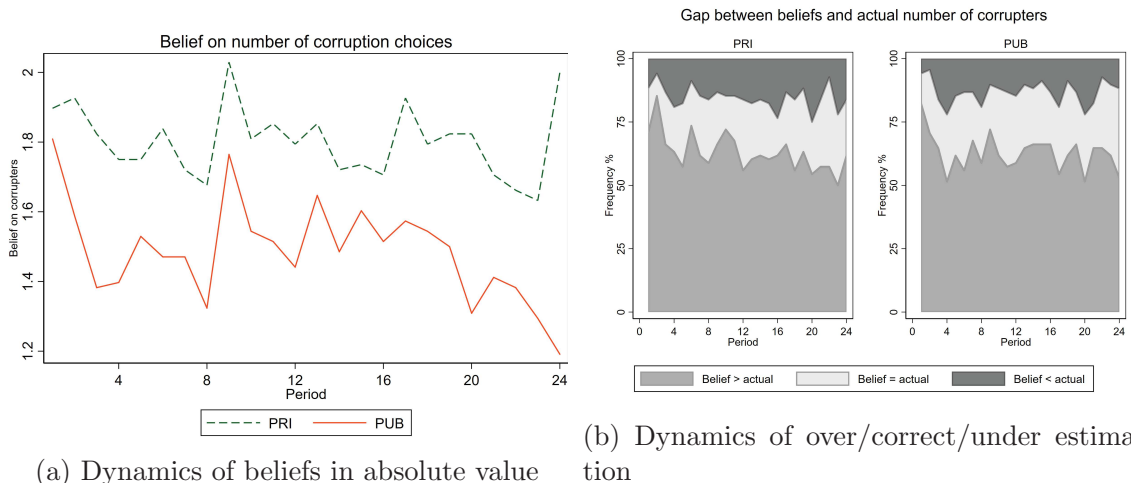 Belief on number of corruption choices
Belief on corrupters
2
1.8
1.6
1.4
1.2
4 8 12 16 20 24
Period
PRI PUB
(a) Dynamics of beliefs in absolute value
Gap between beliefs and actual number of corrupters
PRI PUB
Frequency %
100
75
50
25
0
0 4 8 12 16 20 24
Period
Frequency %
100
75
50
25
0
0 4 8 12 16 20 24
Period
Belief > actual Belief = actual Belief < actual
(b) Dynamics of over/correct/under estima
tion